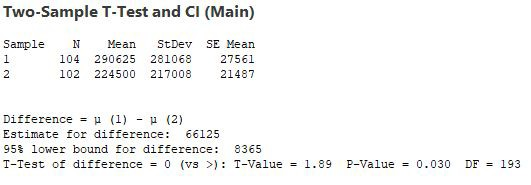 Two-Sample T-Test and CI (Main)
Sample N Mean StDev SE Mean
1 104 290625 281068 27561
2 102 224500 217008 21487
Difference = μ (1) - μ (2)
Estimate for difference: 66125
95% lower bound for difference: 8365
T-Test of difference = 0 (vs >): T-Value = 1.89 P-Value = 0.030 DF = 193